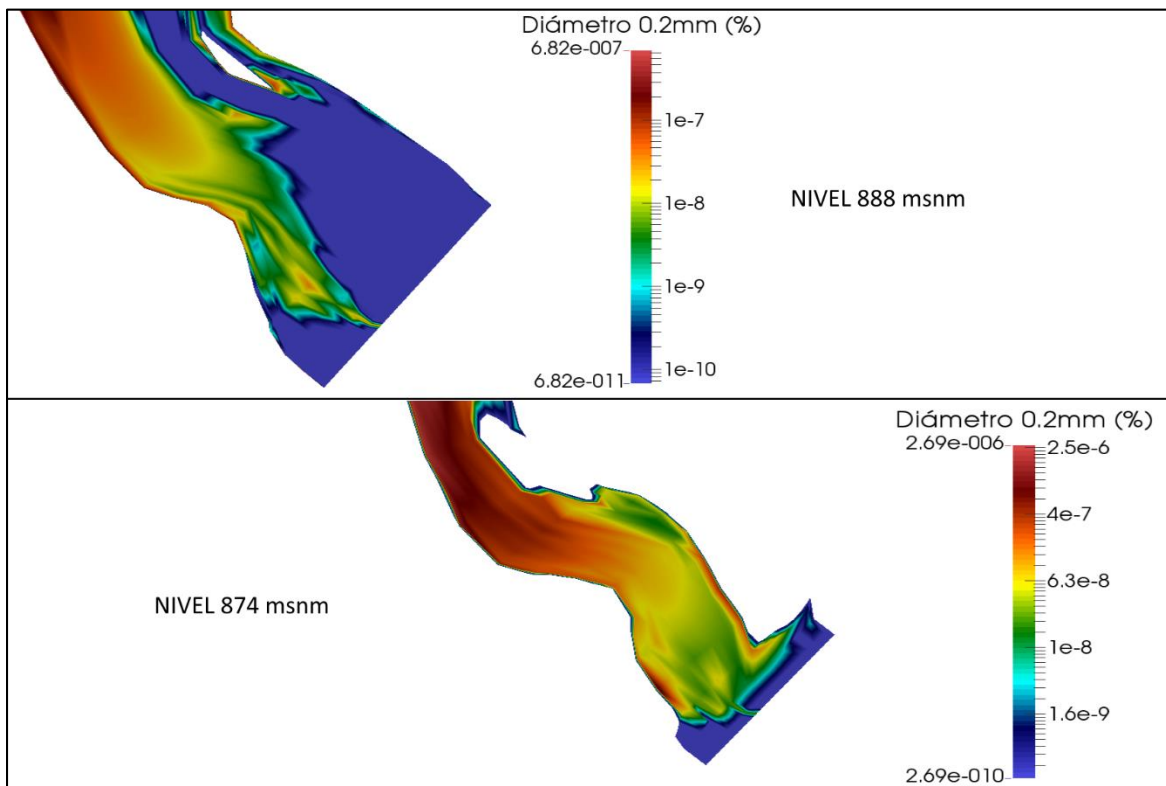 Diámetro 0.2mm (%)
6.82e-007
1e-7
1e-8
1e-9
1e-10
6.82e-011
NIVEL 888 msnm
Diámetro 0.2mm (%)
2.69e-006
2.5e-6
4e-7
6.3e-8
1e-8
1.6e-9
2.69e-010
NIVEL 874 msnm